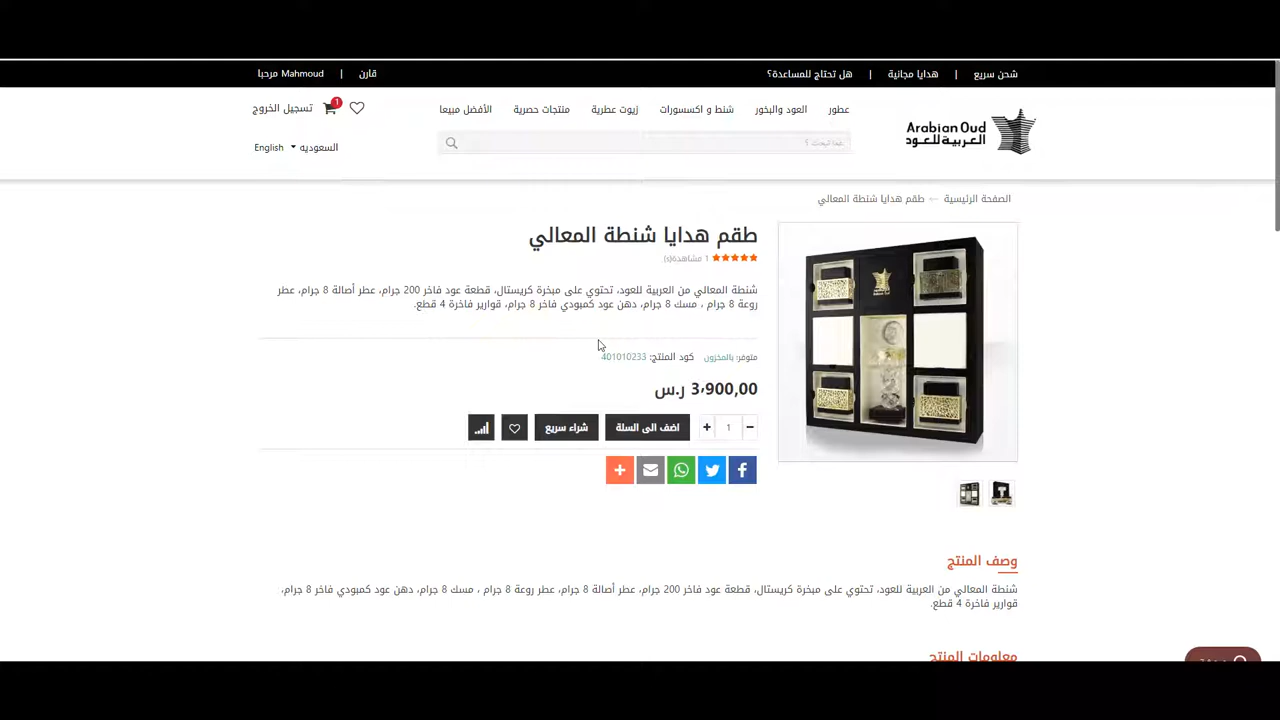 شحن سريع | هدايا مجانية | هل تحتاج للمساعدة؟
قارن | Mahmoud مرحبا
Arabian Oud
العربية للعود
عطور العود والبخور شنط و اكسسورات زيوت عطرية منتجات حصرية الأفضل مبيعا
1 تسجيل الخروج
عما تبحث ؟
السعوديه English
الصفحة الرئيسية ← طقم هدايا شنطة المعالي
طقم هدايا شنطة المعالي
1 مشاهدة(s)
شنطة المعالي من العربية للعود، تحتوي على مبخرة كريستال، قطعة عود فاخر 200 جرام، عطر أصالة 8 جرام، عطر
روعة 8 جرام ، مسك 8 جرام، دهن عود كمبودي فاخر 8 جرام، قوارير فاخرة 4 قطع.
متوفر: بالمخزون كود المنتج: 401010233
3٬900٫00 ر.س
- 1 + اضف الى السلة شراء سريع
وصف المنتج
شنطة المعالي من العربية للعود، تحتوي على مبخرة كريستال، قطعة عود فاخر 200 جرام، عطر أصالة 8 جرام، عطر روعة 8 جرام ، مسك 8 جرام، دهن عود كمبودي فاخر 8 جرام،
قوارير فاخرة 4 قطع.
معلومات المنتج